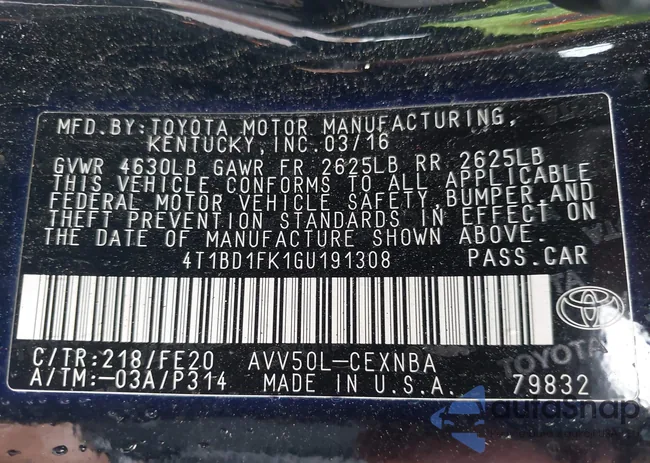 MFD.BY:TOYOTA MOTOR MANUFACTURING,
KENTUCKY,INC.03/16
GVWR 4630LB GAWR FR 2625LB RR 2625LB
THIS VEHICLE CONFORMS TO ALL APPLICABLE
FEDERAL MOTOR VEHICLE SAFETY,BUMPER,AND
THEFT PREVENTION STANDARDS IN EFFECT ON
THE DATE OF MANUFACTURE SHOWN ABOVE.
4T1BD1FK1GU191308 PASS.CAR
C/TR:218/FE20 AVV50L-CEXNBA
TOYOTA
A/TM:-03A/P314 MADE IN U.S.A. 79832
autosnap